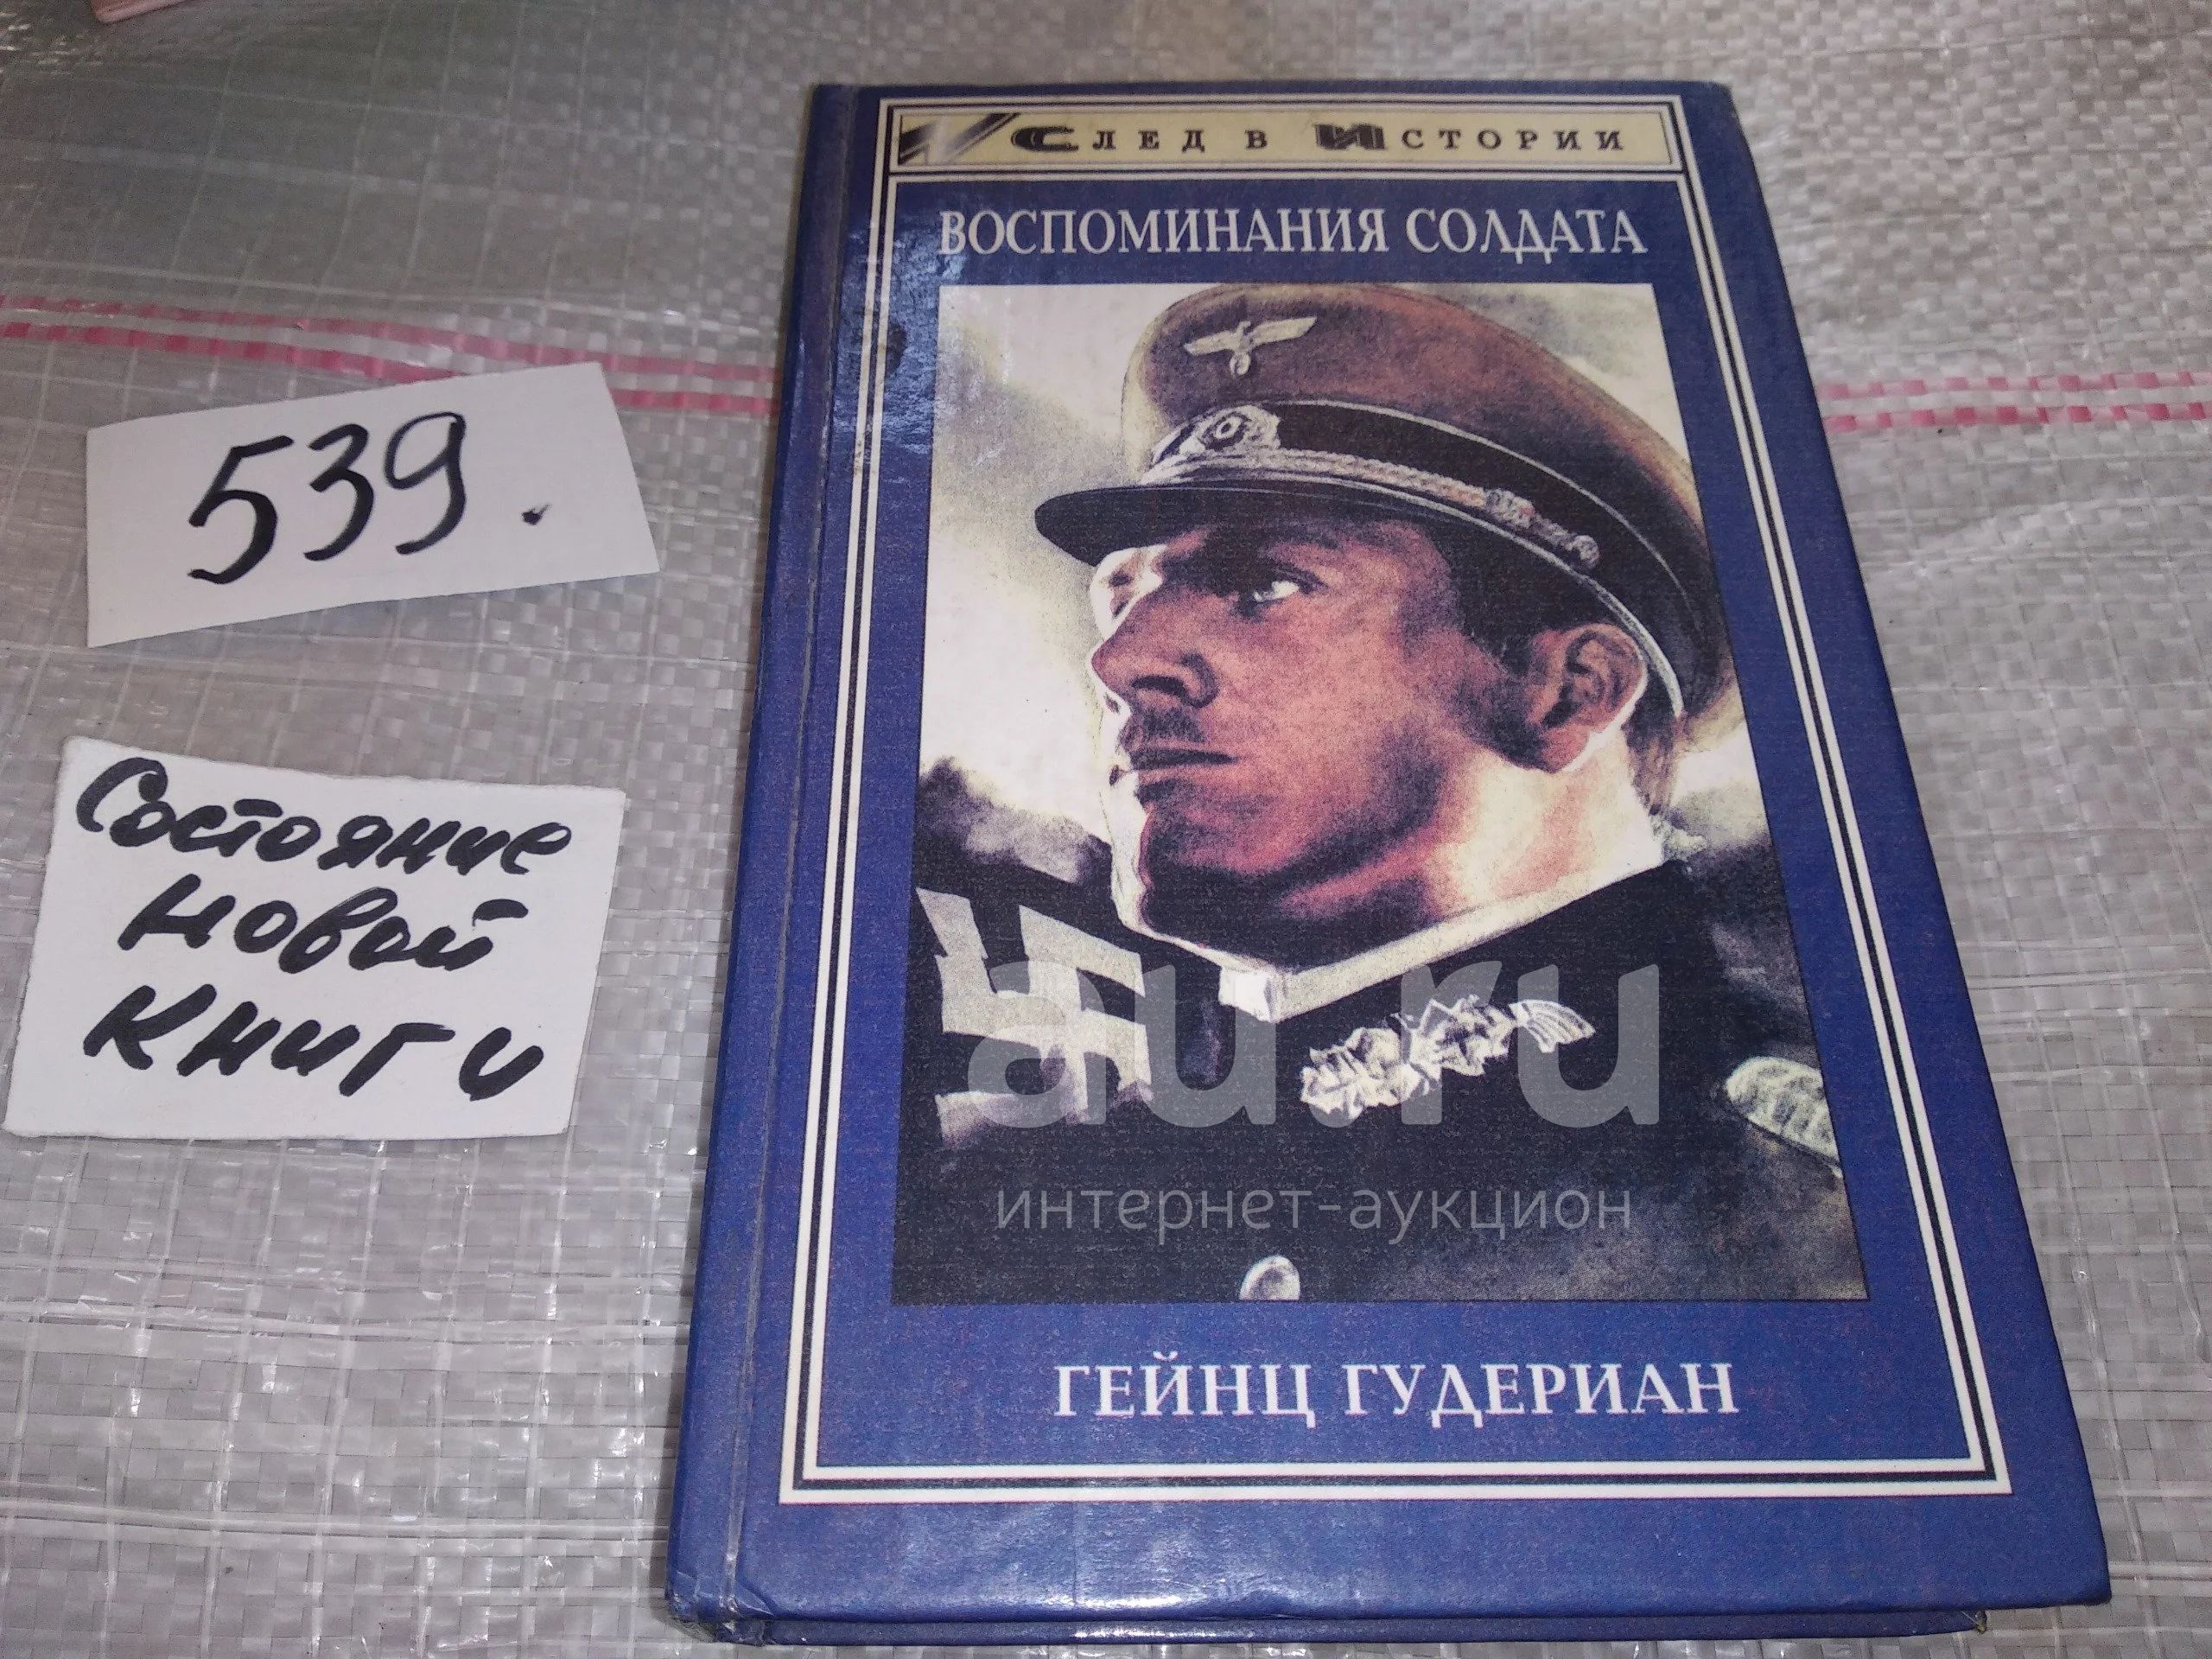 След в Истории
ВОСПОМИНАНИЯ СОЛДАТА
539.
Состояние
новой
книги
au.ru
интернет-аукцион
ГЕЙНЦ ГУДЕРИАН